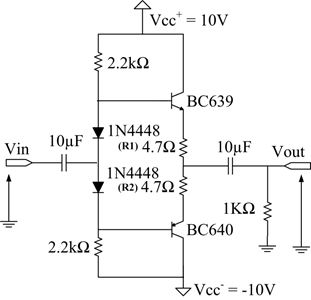 Vcc+ = 10V
2.2kΩ
BC639
1N4448
(R1) 4.7Ω
Vin
10µF
10µF
Vout
1N4448
(R2) 4.7Ω
1KΩ
2.2kΩ
BC640
Vcc- = -10V